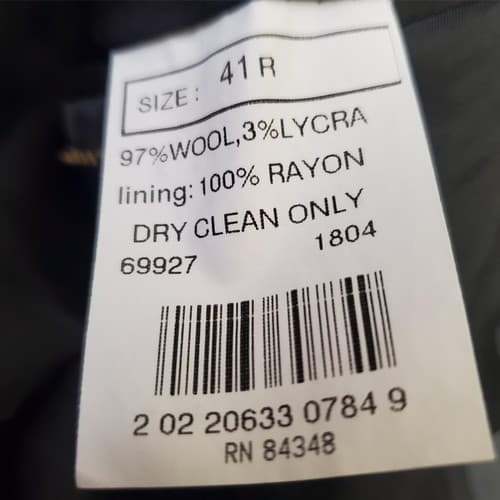 SIZE: 41 R
97%WOOL,3%LYCRA
lining: 100% RAYON
DRY CLEAN ONLY
69927 1804
2 02 20633 0784 9
RN 84348